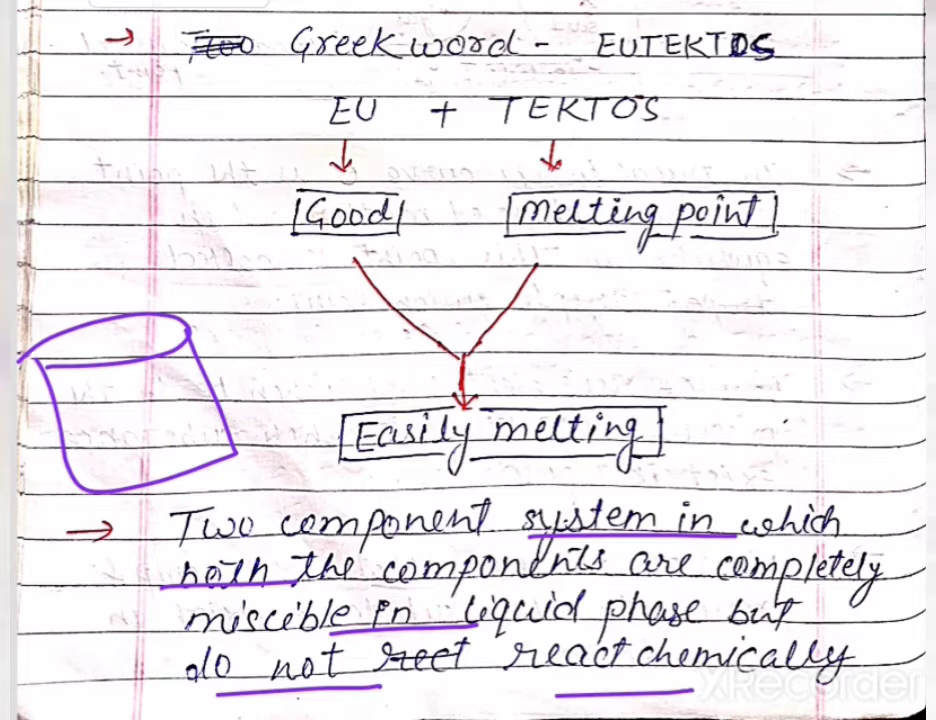 → Greek word - EUTEKTOS
EU + TEKTOS
Good Melting point
Easily melting
→ Two component system in which
both the components are completely
miscible in liquid phase but
do not reet react chemically
XRecorder